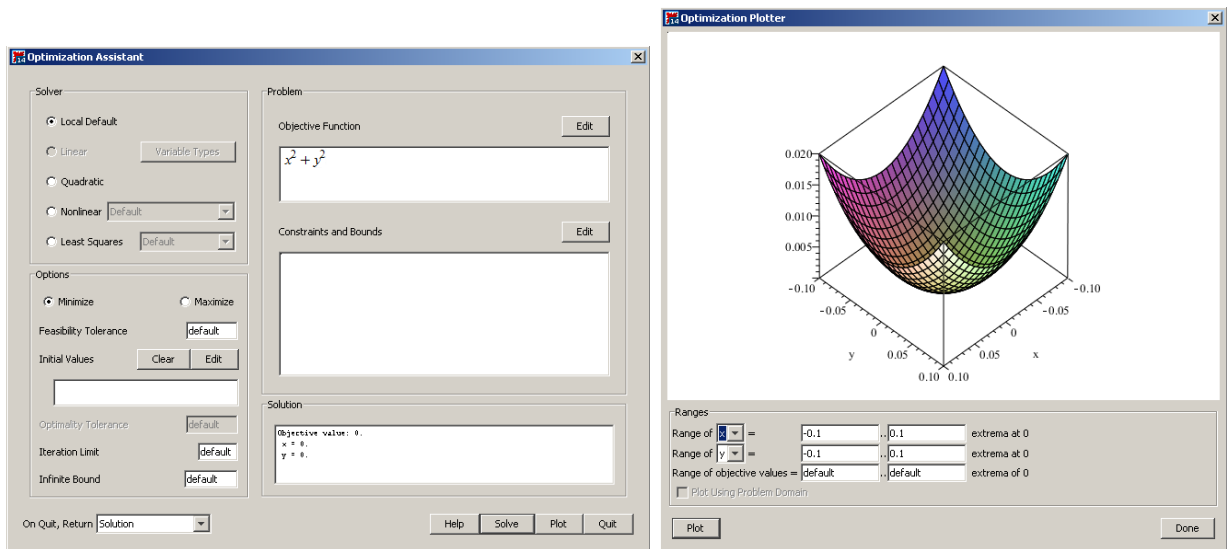 Optimization Assistant
Solver
Local Default
Linear Variable Types
Quadratic
Nonlinear Default
Least Squares Default
Options
Minimize Maximize
Feasibility Tolerance default
Initial Values Clear Edit
Optimality Tolerance default
Iteration Limit default
Infinite Bound default
On Quit, Return Solution
Problem
Objective Function Edit
x² + y²
Constraints and Bounds Edit
Solution
Objective value: 0.
x = 0.
y = 0.
Help Solve Plot Quit
Optimization Plotter
0.020
0.015
0.010
0.005
-0.10 -0.10
-0.05 -0.05
0 0
y 0.05 0.05 x
0.10 0.10
Ranges
Range of x = -0.1 .. 0.1 extrema at 0
Range of y = -0.1 .. 0.1 extrema at 0
Range of objective values = default .. default extrema of 0
Plot Using Problem Domain
Plot Done